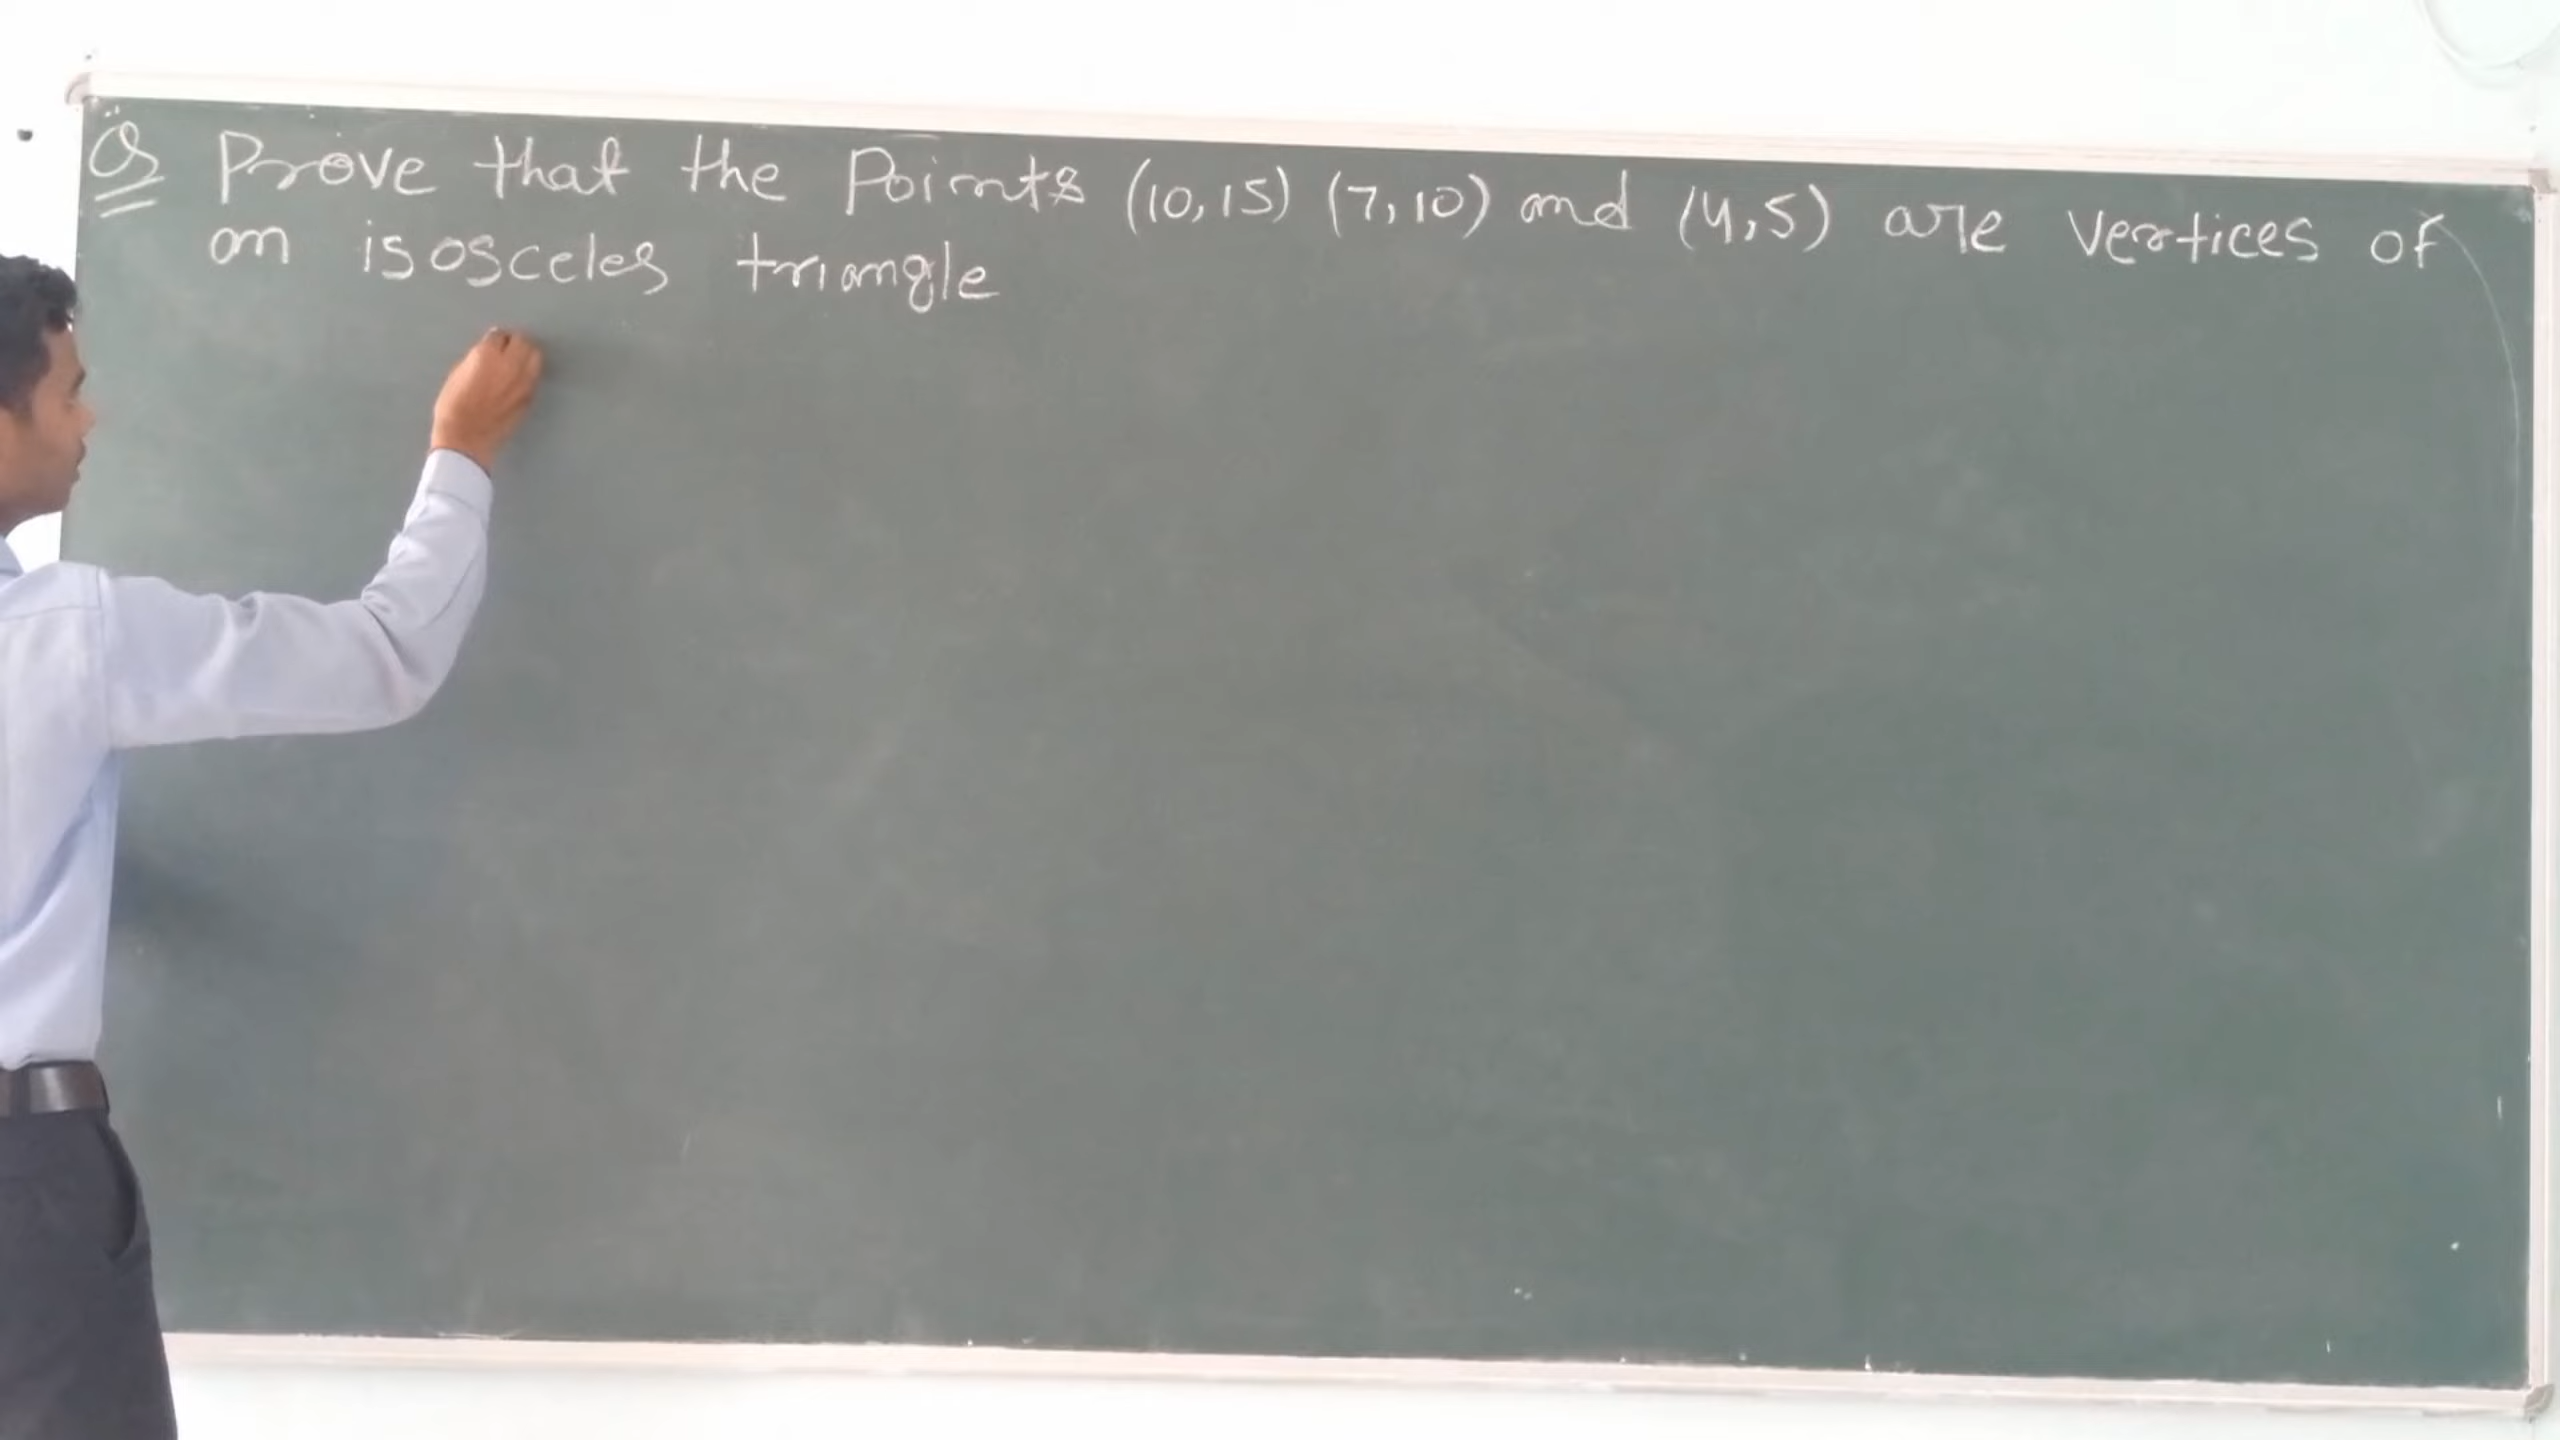 Q Prove that the Points (10,15) (7,10) and (4,5) are vertices of
an isosceles triangle